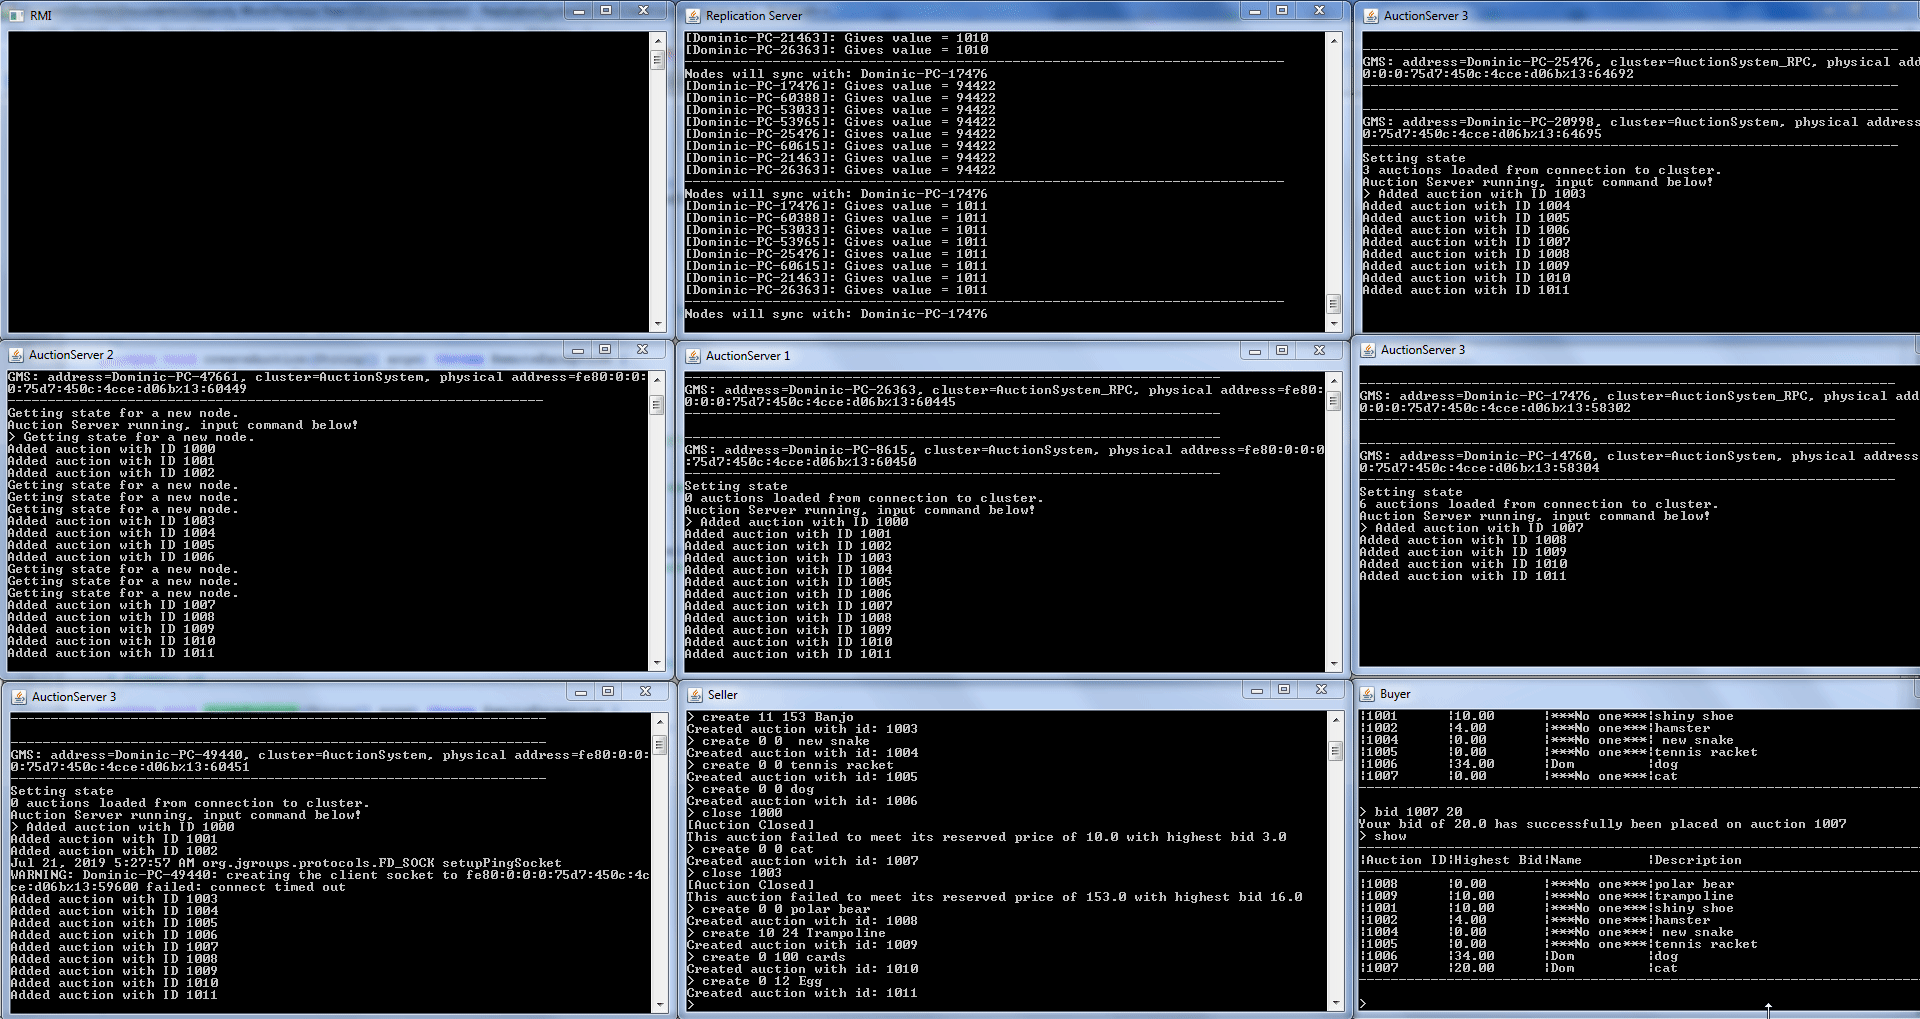 RMI
Replication Server
[Dominic-PC-21463]: Gives value = 1010
[Dominic-PC-26363]: Gives value = 1010
Nodes will sync with: Dominic-PC-17476
[Dominic-PC-17476]: Gives value = 94422
[Dominic-PC-60388]: Gives value = 94422
[Dominic-PC-53033]: Gives value = 94422
[Dominic-PC-53965]: Gives value = 94422
[Dominic-PC-25476]: Gives value = 94422
[Dominic-PC-60615]: Gives value = 94422
[Dominic-PC-21463]: Gives value = 94422
[Dominic-PC-26363]: Gives value = 94422
Nodes will sync with: Dominic-PC-17476
[Dominic-PC-17476]: Gives value = 1011
[Dominic-PC-60388]: Gives value = 1011
[Dominic-PC-53033]: Gives value = 1011
[Dominic-PC-53965]: Gives value = 1011
[Dominic-PC-25476]: Gives value = 1011
[Dominic-PC-60615]: Gives value = 1011
[Dominic-PC-21463]: Gives value = 1011
[Dominic-PC-26363]: Gives value = 1011
Nodes will sync with: Dominic-PC-17476
AuctionServer 3
GMS: address=Dominic-PC-25476, cluster=AuctionSystem_RPC, physical add
0:0:0:75d7:450c:4cce:d06b%13:64692
GMS: address=Dominic-PC-20998, cluster=AuctionSystem, physical address
0:75d7:450c:4cce:d06b%13:64695
Setting state
3 auctions loaded from connection to cluster.
Auction Server running, input command below!
> Added auction with ID 1003
Added auction with ID 1004
Added auction with ID 1005
Added auction with ID 1006
Added auction with ID 1007
Added auction with ID 1008
Added auction with ID 1009
Added auction with ID 1010
Added auction with ID 1011
AuctionServer 2
GMS: address=Dominic-PC-47661, cluster=AuctionSystem, physical address=fe80:0:0:
0:75d7:450c:4cce:d06b%13:60449
Getting state for a new node.
Auction Server running, input command below!
> Getting state for a new node.
Added auction with ID 1000
Added auction with ID 1001
Added auction with ID 1002
Getting state for a new node.
Getting state for a new node.
Getting state for a new node.
Added auction with ID 1003
Added auction with ID 1004
Added auction with ID 1005
Added auction with ID 1006
Getting state for a new node.
Getting state for a new node.
Getting state for a new node.
Added auction with ID 1007
Added auction with ID 1008
Added auction with ID 1009
Added auction with ID 1010
Added auction with ID 1011
AuctionServer 1
GMS: address=Dominic-PC-26363, cluster=AuctionSystem_RPC, physical address=fe80:
0:0:0:75d7:450c:4cce:d06b%13:60445
GMS: address=Dominic-PC-8615, cluster=AuctionSystem, physical address=fe80:0:0:0
:75d7:450c:4cce:d06b%13:60450
Setting state
0 auctions loaded from connection to cluster.
Auction Server running, input command below!
> Added auction with ID 1000
Added auction with ID 1001
Added auction with ID 1002
Added auction with ID 1003
Added auction with ID 1004
Added auction with ID 1005
Added auction with ID 1006
Added auction with ID 1007
Added auction with ID 1008
Added auction with ID 1009
Added auction with ID 1010
Added auction with ID 1011
AuctionServer 3
GMS: address=Dominic-PC-17476, cluster=AuctionSystem_RPC, physical add
0:0:0:75d7:450c:4cce:d06b%13:58302
GMS: address=Dominic-PC-14760, cluster=AuctionSystem, physical address
0:75d7:450c:4cce:d06b%13:58304
Setting state
6 auctions loaded from connection to cluster.
Auction Server running, input command below!
> Added auction with ID 1007
Added auction with ID 1008
Added auction with ID 1009
Added auction with ID 1010
Added auction with ID 1011
AuctionServer 3
GMS: address=Dominic-PC-49440, cluster=AuctionSystem, physical address=fe80:0:0:
0:75d7:450c:4cce:d06b%13:60451
Setting state
0 auctions loaded from connection to cluster.
Auction Server running, input command below!
> Added auction with ID 1000
Added auction with ID 1001
Added auction with ID 1002
Jul 21, 2019 5:27:57 AM org.jgroups.protocols.FD_SOCK setupPingSocket
WARNING: Dominic-PC-49440: creating the client socket to fe80:0:0:0:75d7:450c:4c
ce:d06b%13:59600 failed: connect timed out
Added auction with ID 1003
Added auction with ID 1004
Added auction with ID 1005
Added auction with ID 1006
Added auction with ID 1007
Added auction with ID 1008
Added auction with ID 1009
Added auction with ID 1010
Added auction with ID 1011
Seller
> create 11 153 Banjo
Created auction with id: 1003
> create 0 0  new snake
Created auction with id: 1004
> create 0 0 tennis racket
Created auction with id: 1005
> create 0 0 dog
Created auction with id: 1006
> close 1000
[Auction Closed]
This auction failed to meet its reserved price of 10.0 with highest bid 3.0
> create 0 0 cat
Created auction with id: 1007
> close 1003
[Auction Closed]
This auction failed to meet its reserved price of 153.0 with highest bid 16.0
> create 0 0 polar bear
Created auction with id: 1008
> create 10 24 Trampoline
Created auction with id: 1009
> create 0 100 cards
Created auction with id: 1010
> create 0 12 Egg
Created auction with id: 1011
>
Buyer
¦1001 ¦10.00 ¦***No one***¦shiny shoe
¦1002 ¦4.00 ¦***No one***¦hamster
¦1004 ¦0.00 ¦***No one***¦ new snake
¦1005 ¦0.00 ¦***No one***¦tennis racket
¦1006 ¦34.00 ¦Dom ¦dog
¦1007 ¦0.00 ¦***No one***¦cat
> bid 1007 20
Your bid of 20.0 has successfully been placed on auction 1007
> show
¦Auction ID¦Highest Bid¦Name ¦Description
¦1008 ¦0.00 ¦***No one***¦polar bear
¦1009 ¦10.00 ¦***No one***¦trampoline
¦1001 ¦10.00 ¦***No one***¦shiny shoe
¦1002 ¦4.00 ¦***No one***¦hamster
¦1004 ¦0.00 ¦***No one***¦ new snake
¦1005 ¦0.00 ¦***No one***¦tennis racket
¦1006 ¦34.00 ¦Dom ¦dog
¦1007 ¦20.00 ¦Dom ¦cat
>